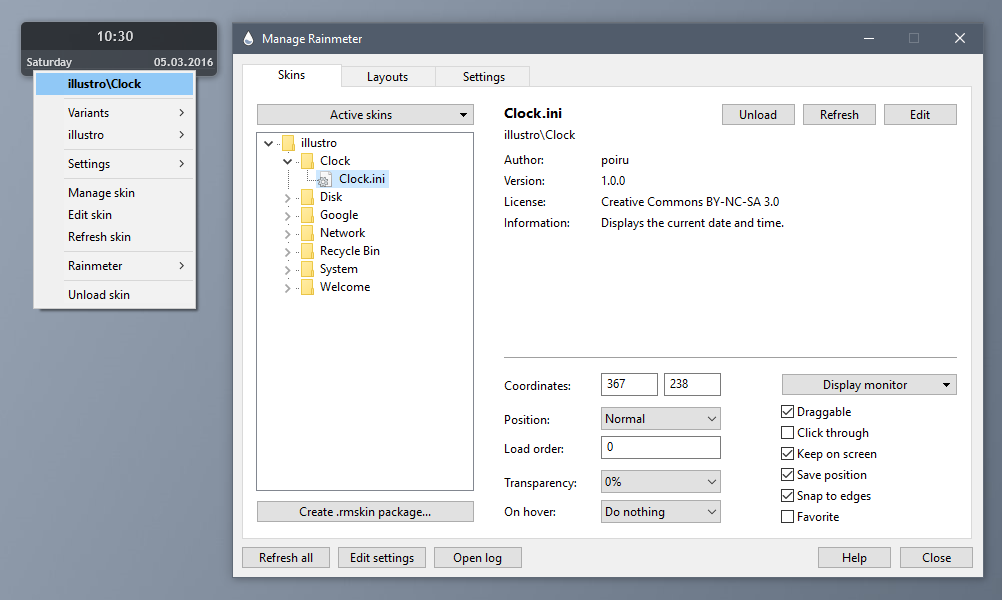 10:30
Saturday 05.03.2016
illustro\Clock
Variants
illustro
Settings
Manage skin
Edit skin
Refresh skin
Rainmeter
Unload skin
Manage Rainmeter
Skins Layouts Settings
Active skins
illustro
Clock
Clock.ini
Disk
Google
Network
Recycle Bin
System
Welcome
Create .rmskin package...
Clock.ini Unload Refresh Edit
illustro\Clock
Author: poiru
Version: 1.0.0
License: Creative Commons BY-NC-SA 3.0
Information: Displays the current date and time.
Coordinates: 367 238
Position: Normal
Load order: 0
Transparency: 0%
On hover: Do nothing
Display monitor
Draggable
Click through
Keep on screen
Save position
Snap to edges
Favorite
Refresh all Edit settings Open log Help Close